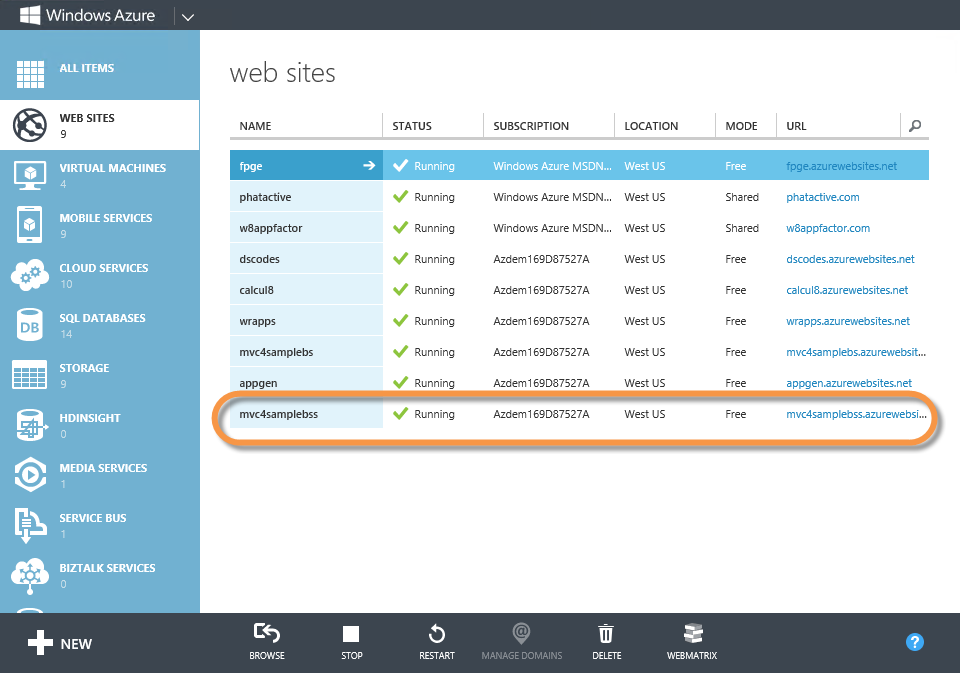 Windows Azure
ALL ITEMS
WEB SITES
9
VIRTUAL MACHINES
4
MOBILE SERVICES
9
CLOUD SERVICES
10
SQL DATABASES
14
DB
STORAGE
9
HDINSIGHT
0
MEDIA SERVICES
1
SERVICE BUS
1
BIZTALK SERVICES
0
web sites
NAME STATUS SUBSCRIPTION LOCATION MODE URL
fpge Running Windows Azure MSDN... West US Free fpge.azurewebsites.net
phatactive Running Windows Azure MSDN... West US Shared phatactive.com
w8appfactor Running Windows Azure MSDN... West US Shared w8appfactor.com
dscodes Running Azdem169D87527A West US Free dscodes.azurewebsites.net
calcul8 Running Azdem169D87527A West US Free calcul8.azurewebsites.net
wrapps Running Azdem169D87527A West US Free wrapps.azurewebsites.net
mvc4samplebs Running Azdem169D87527A West US Free mvc4samplebs.azurewebsit...
appgen Running Azdem169D87527A West US Free appgen.azurewebsites.net
mvc4samplebss Running Azdem169D87527A West US Free mvc4samplebss.azurewebsi...
NEW
BROWSE STOP RESTART MANAGE DOMAINS DELETE WEBMATRIX
?